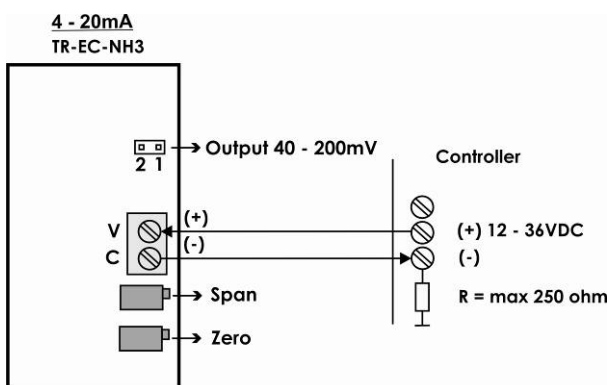 4 - 20mA
TR-EC-NH3
2 1
Output 40 - 200mV
Controller
V
(+)
(+) 12 - 36VDC
C
(-)
(-)
Span
R = max 250 ohm
Zero